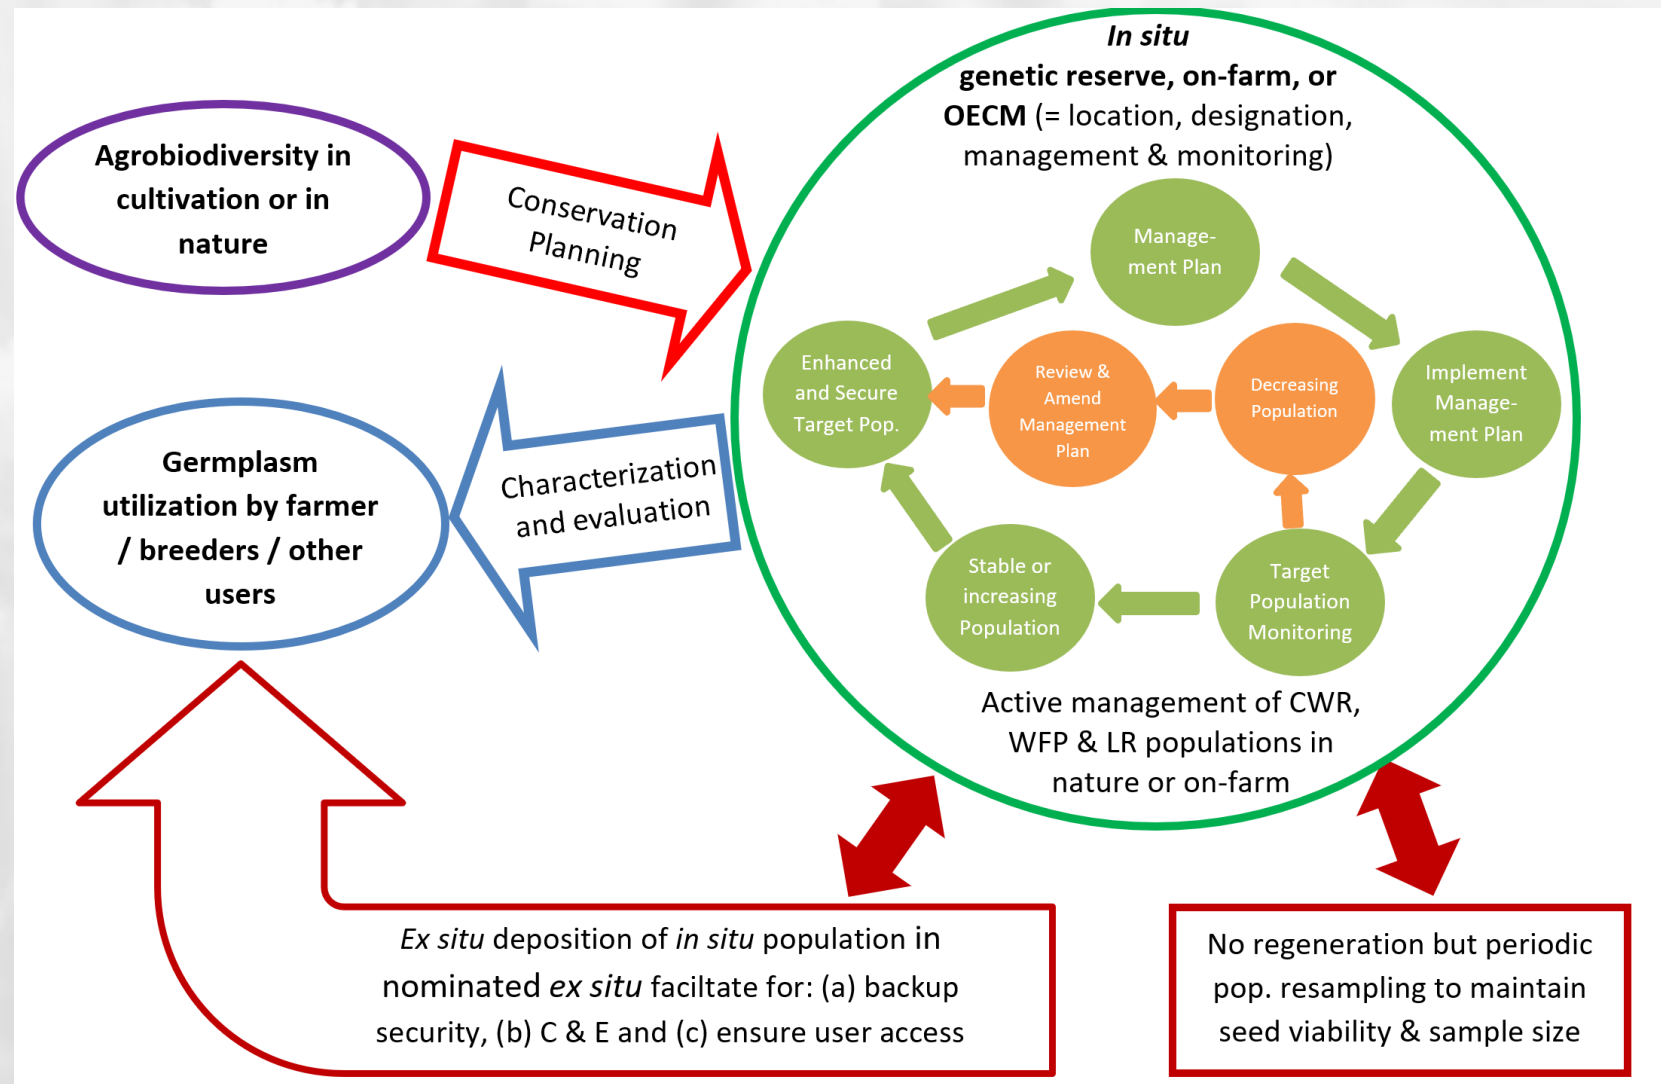 In situ
genetic reserve, on-farm, or
OECM (= location, designation,
management & monitoring)
Agrobiodiversity in
cultivation or in
nature
Conservation
Planning
Manage-
ment Plan
Enhanced
and Secure
Target Pop.
Review &
Amend
Management
Plan
Decreasing
Population
Implement
Manage-
ment Plan
Germplasm
utilization by farmer
/ breeders / other
users
Characterization
and evaluation
Stable or
increasing
Population
Target
Population
Monitoring
Active management of CWR,
WFP & LR populations in
nature or on-farm
Ex situ deposition of in situ population in
nominated ex situ faciltate for: (a) backup
security, (b) C & E and (c) ensure user access
No regeneration but periodic
pop. resampling to maintain
seed viability & sample size